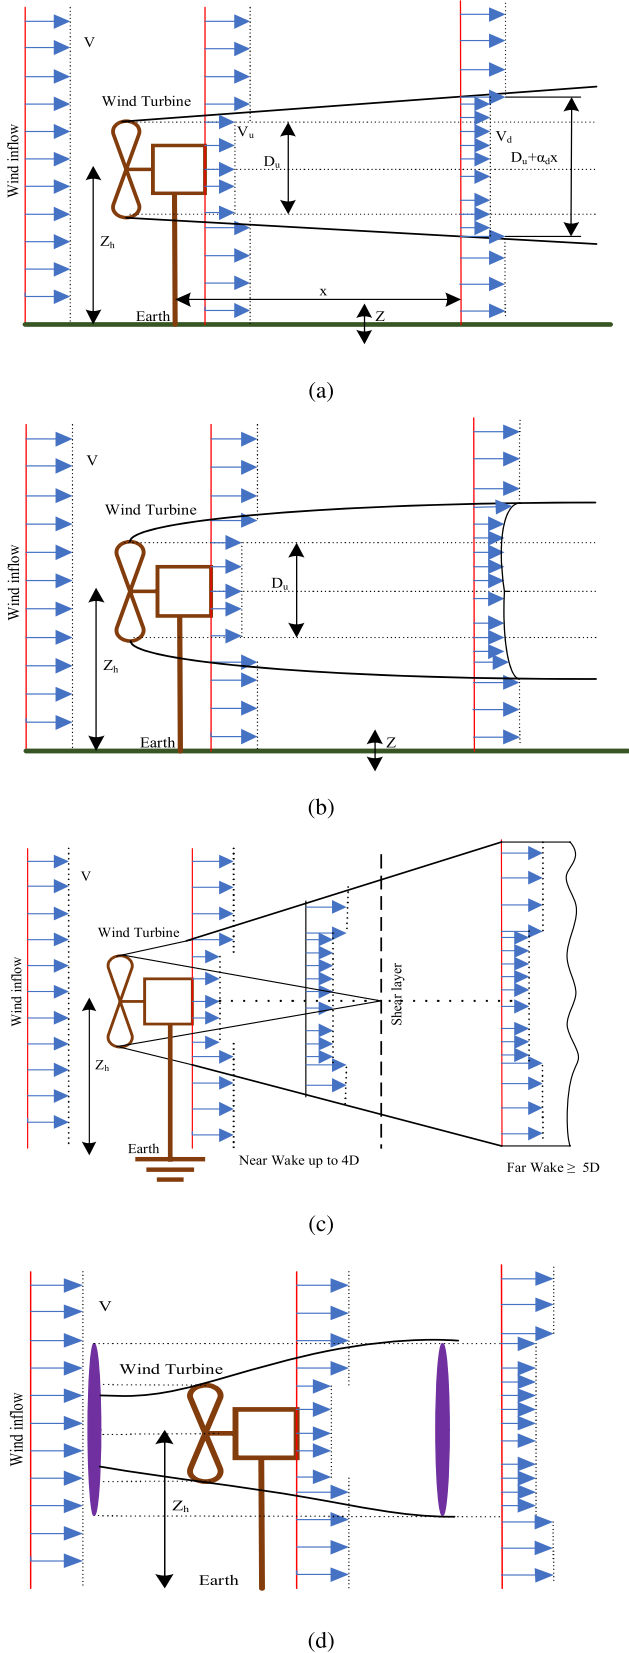 V
Wind Turbine
Wind inflow
Vu
Du
Vd
Du+αdx
Zh
x
Earth
Z
(a)
V
Wind Turbine
Wind inflow
Du
Zh
Earth
Z
(b)
V
Wind Turbine
Wind inflow
Shear layer
Zh
Earth
Near Wake up to 4D
Far Wake ≥ 5D
(c)
V
Wind Turbine
Wind inflow
Zh
Earth
(d)